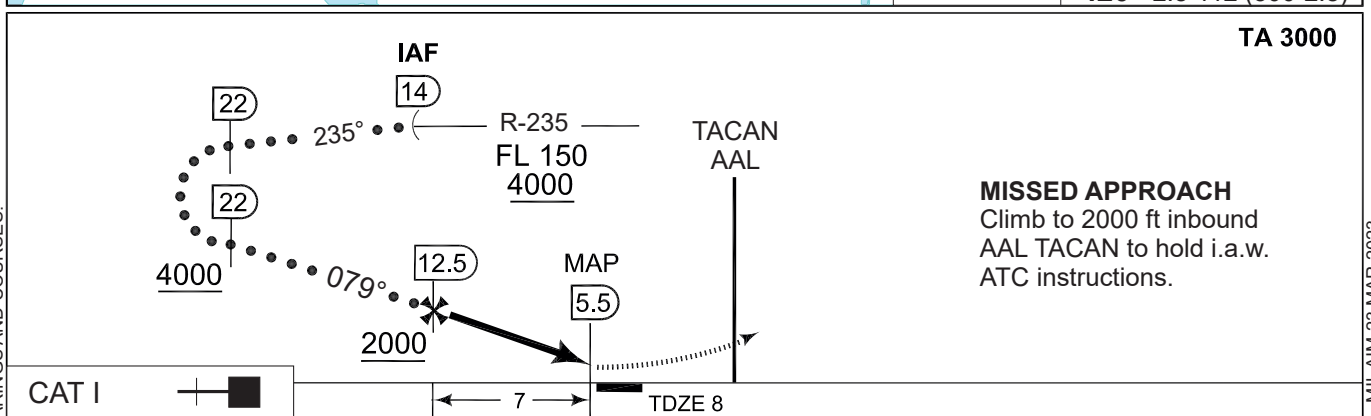 TA 3000
IAF
14
22
235°
R-235
FL 150
4000
TACAN
AAL
22
4000
079°
12.5
2000
MAP
5.5
MISSED APPROACH
Climb to 2000 ft inbound
AAL TACAN to hold i.a.w.
ATC instructions.
CAT I
7
TDZE 8